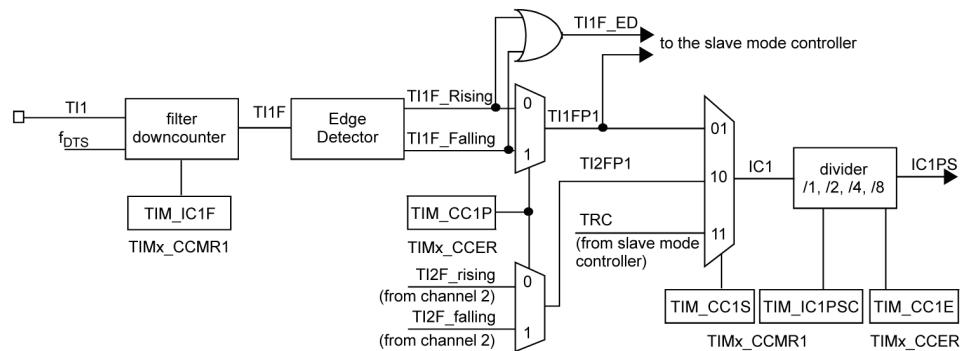 TI1F_ED
to the slave mode controller
TI1
f_DTS
filter
downcounter
TI1F
Edge
Detector
TI1F_Rising
TI1F_Falling
0
1
TI1FP1
TI2FP1
01
10
11
IC1
divider
/1, /2, /4, /8
IC1PS
TIM_IC1F
TIMx_CCMR1
TIM_CC1P
TIMx_CCER
TRC
(from slave mode
controller)
TI2F_rising
(from channel 2)
TI2F_falling
(from channel 2)
0
1
TIM_CC1S
TIM_IC1PSC
TIM_CC1E
TIMx_CCMR1
TIMx_CCER